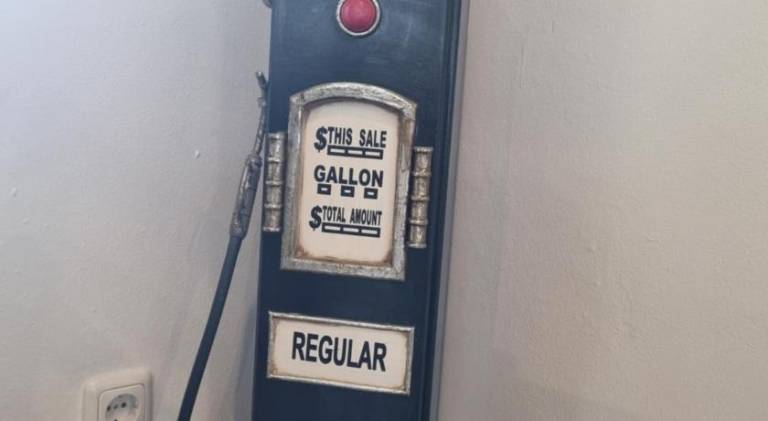 $THIS SALE
GALLON
$TOTAL AMOUNT
REGULAR